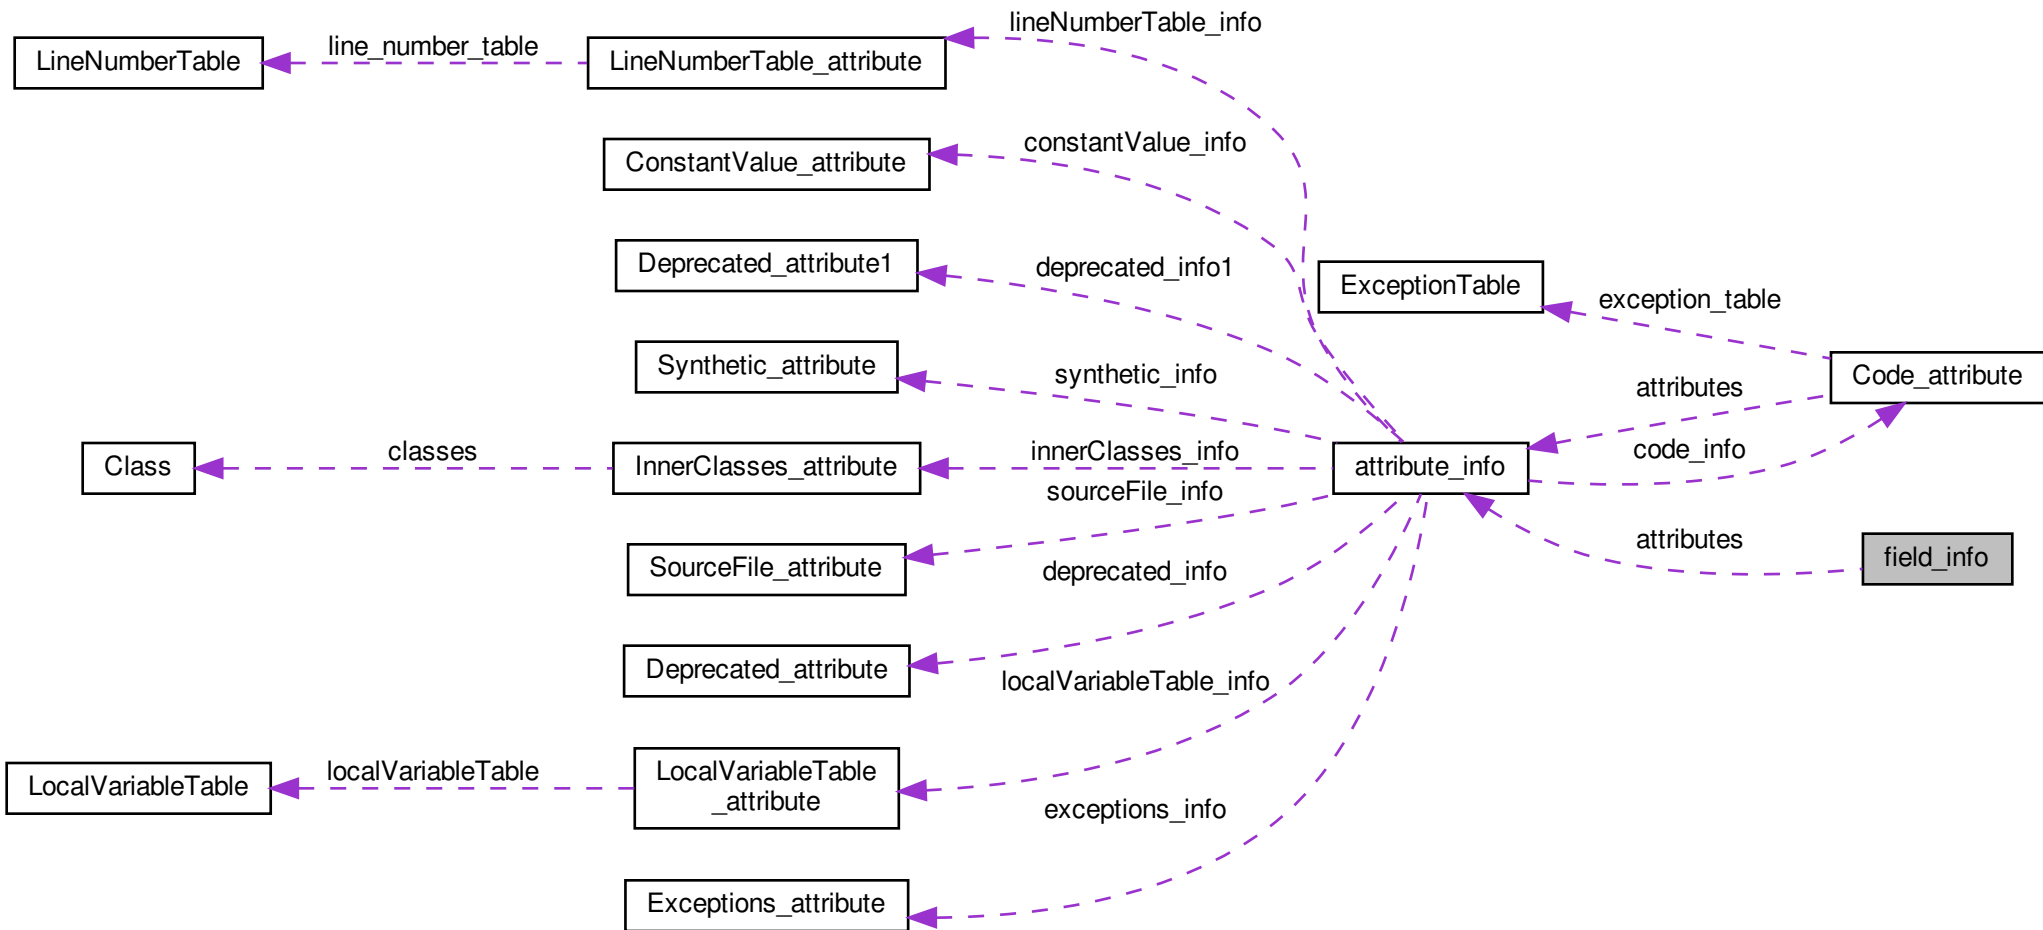 lineNumberTable_info
LineNumberTable
line_number_table
LineNumberTable_attribute
constantValue_info
ConstantValue_attribute
Deprecated_attribute1
deprecated_info1
ExceptionTable
exception_table
Synthetic_attribute
synthetic_info
attributes
Code_attribute
Class
classes
InnerClasses_attribute
innerClasses_info
attribute_info
code_info
sourceFile_info
SourceFile_attribute
deprecated_info
attributes
field_info
Deprecated_attribute
localVariableTable_info
LocalVariableTable
localVariableTable
LocalVariableTable
_attribute
exceptions_info
Exceptions_attribute